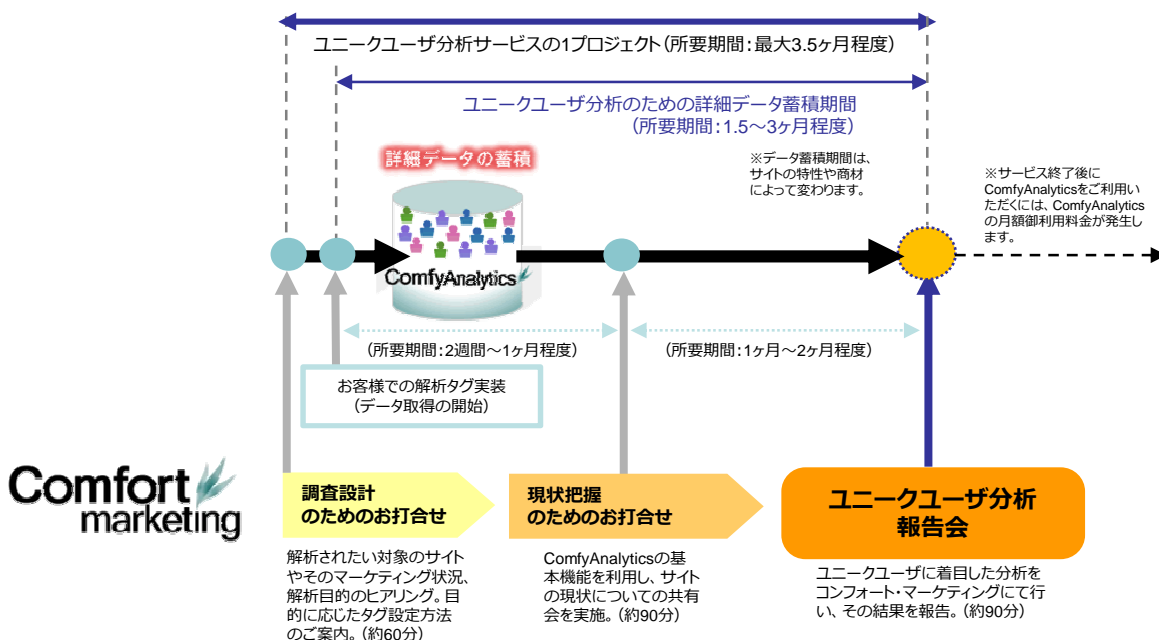 ユニークユーザ分析サービスの1プロジェクト(所要期間:最大3.5ヶ月程度)
ユニークユーザ分析のための詳細データ蓄積期間
(所要期間:1.5～3ヶ月程度)
詳細データの蓄積
※データ蓄積期間は、
サイトの特性や商材
によって変わります。
※サービス終了後に
ComfyAnalyticsをご利用い
ただくには、ComfyAnalytics
の月額御利用料金が発生し
ます。
ComfyAnalytics
(所要期間:2週間～1ヶ月程度)
(所要期間:1ヶ月～2ヶ月程度)
お客様での解析タグ実装
(データ取得の開始)
Comfort
marketing
調査設計
のためのお打合せ
現状把握
のためのお打合せ
ユニークユーザ分析
報告会
解析されたい対象のサイト
やそのマーケティング状況、
解析目的のヒアリング。目
的に応じたタグ設定方法
のご案内。(約60分)
ComfyAnalyticsの基
本機能を利用し、サイト
の現状についての共有
会を実施。(約90分)
ユニークユーザに着目した分析を
コンフォート・マーケティングにて行
い、その結果を報告。(約90分)